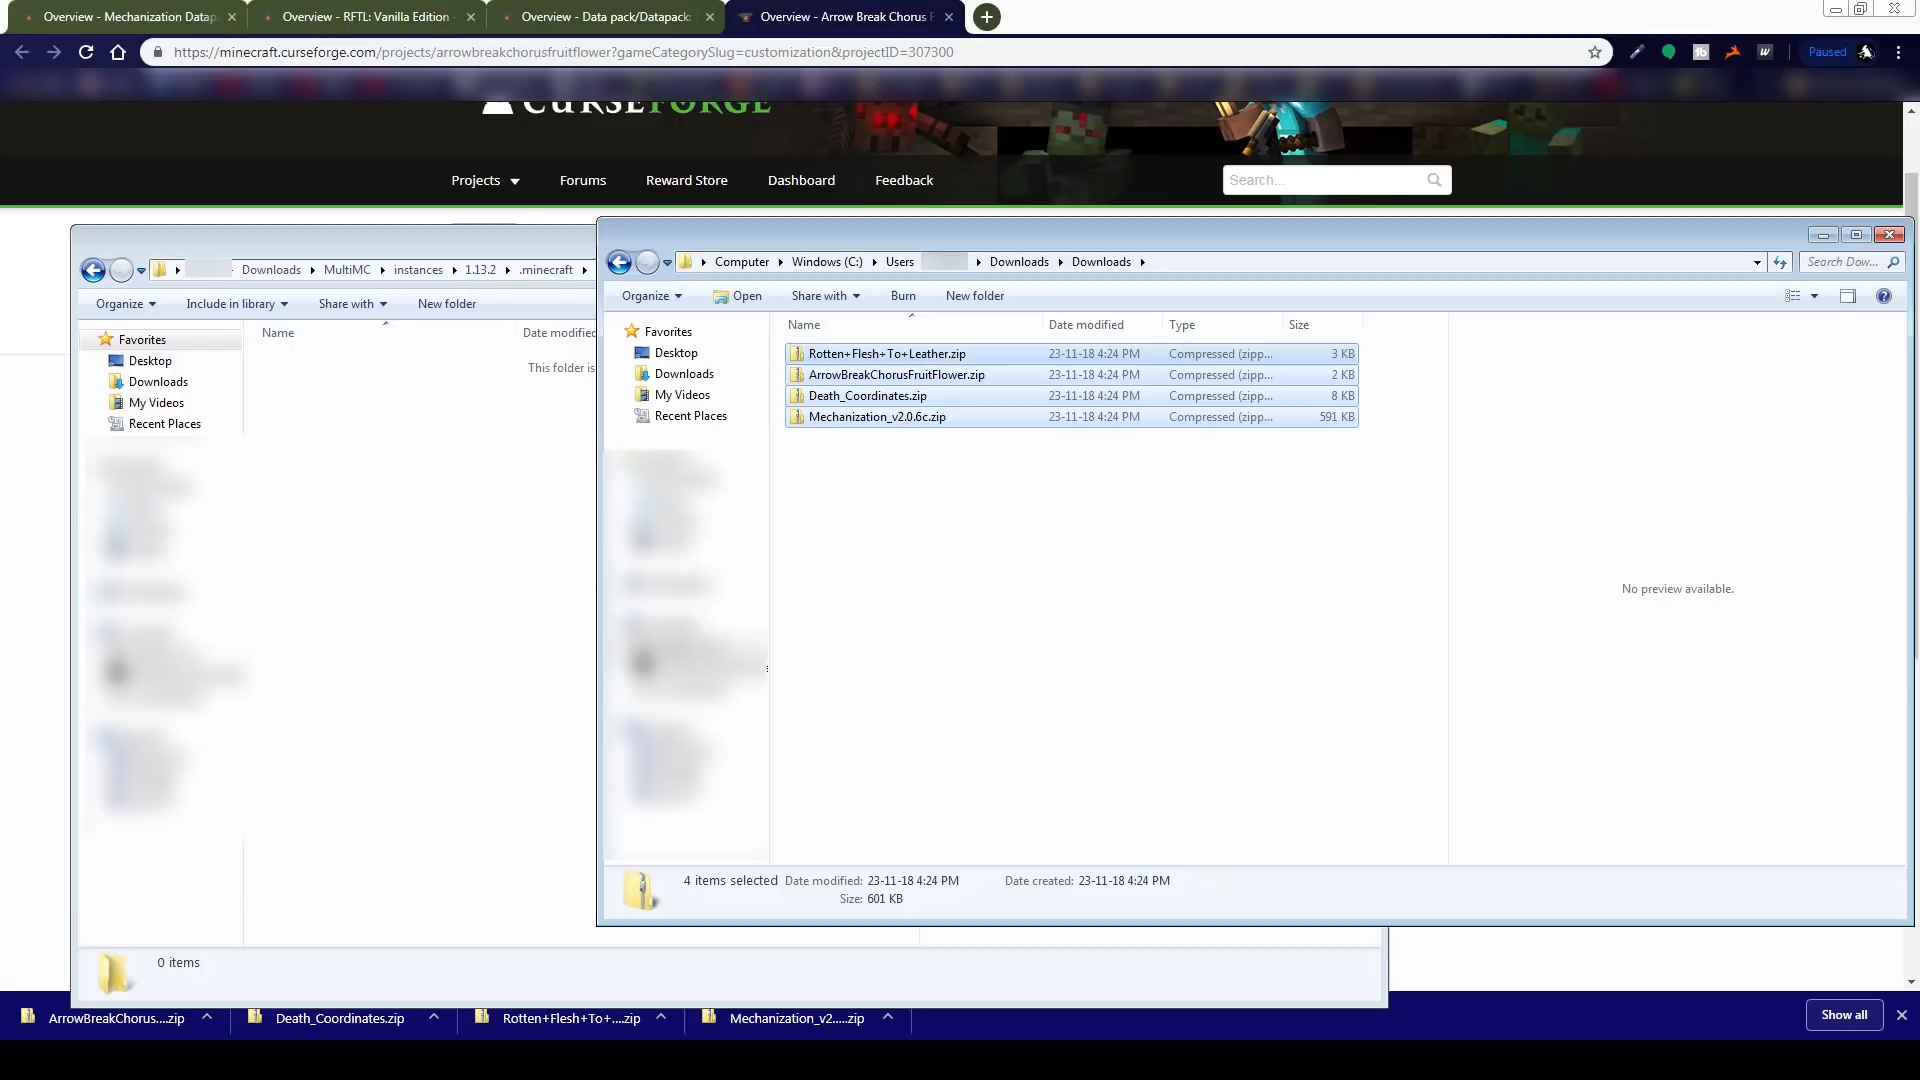 Overview - Mechanization Datap
Overview - RFTL: Vanilla Edition -
Overview - Data pack/Datapack:
Overview - Arrow Break Chorus F
https://minecraft.curseforge.com/projects/arrowbreakchorusfruitflower?gameCategorySlug=customization&projectID=307300
Paused
CURSEFORGE
Projects
Forums
Reward Store
Dashboard
Feedback
Search...
Downloads
MultiMC
instances
1.13.2
.minecraft
Organize
Include in library
Share with
New folder
Favorites
Desktop
Downloads
My Videos
Recent Places
Name
Date modified
This folder is
0 items
Computer
Windows (C:)
Users
Downloads
Downloads
Search Dow...
Organize
Open
Share with
Burn
New folder
Favorites
Desktop
Downloads
My Videos
Recent Places
Name Date modified Type Size
Rotten+Flesh+To+Leather.zip 23-11-18 4:24 PM Compressed (zipp... 3 KB
ArrowBreakChorusFruitFlower.zip 23-11-18 4:24 PM Compressed (zipp... 2 KB
Death_Coordinates.zip 23-11-18 4:24 PM Compressed (zipp... 8 KB
Mechanization_v2.0.6c.zip 23-11-18 4:24 PM Compressed (zipp... 591 KB
No preview available.
4 items selected Date modified: 23-11-18 4:24 PM Date created: 23-11-18 4:24 PM
Size: 601 KB
ArrowBreakChorus....zip
Death_Coordinates.zip
Rotten+Flesh+To+....zip
Mechanization_v2.....zip
Show all